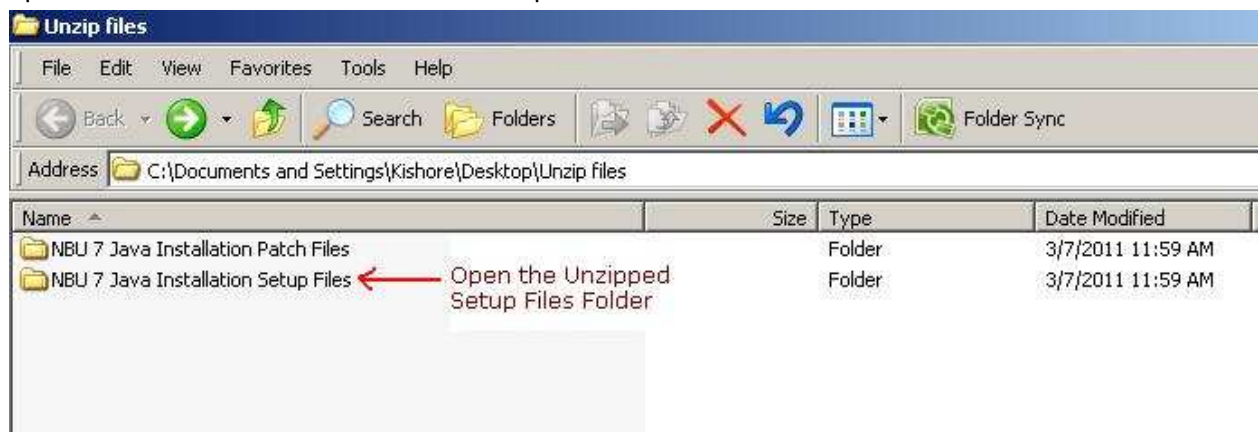 Unzip files
File Edit View Favorites Tools Help
Back Search Folders Folder Sync
Address C:\Documents and Settings\Kishore\Desktop\Unzip files
Name Size Type Date Modified
NBU 7 Java Installation Patch Files Folder 3/7/2011 11:59 AM
NBU 7 Java Installation Setup Files Open the Unzipped Folder 3/7/2011 11:59 AM
Setup Files Folder